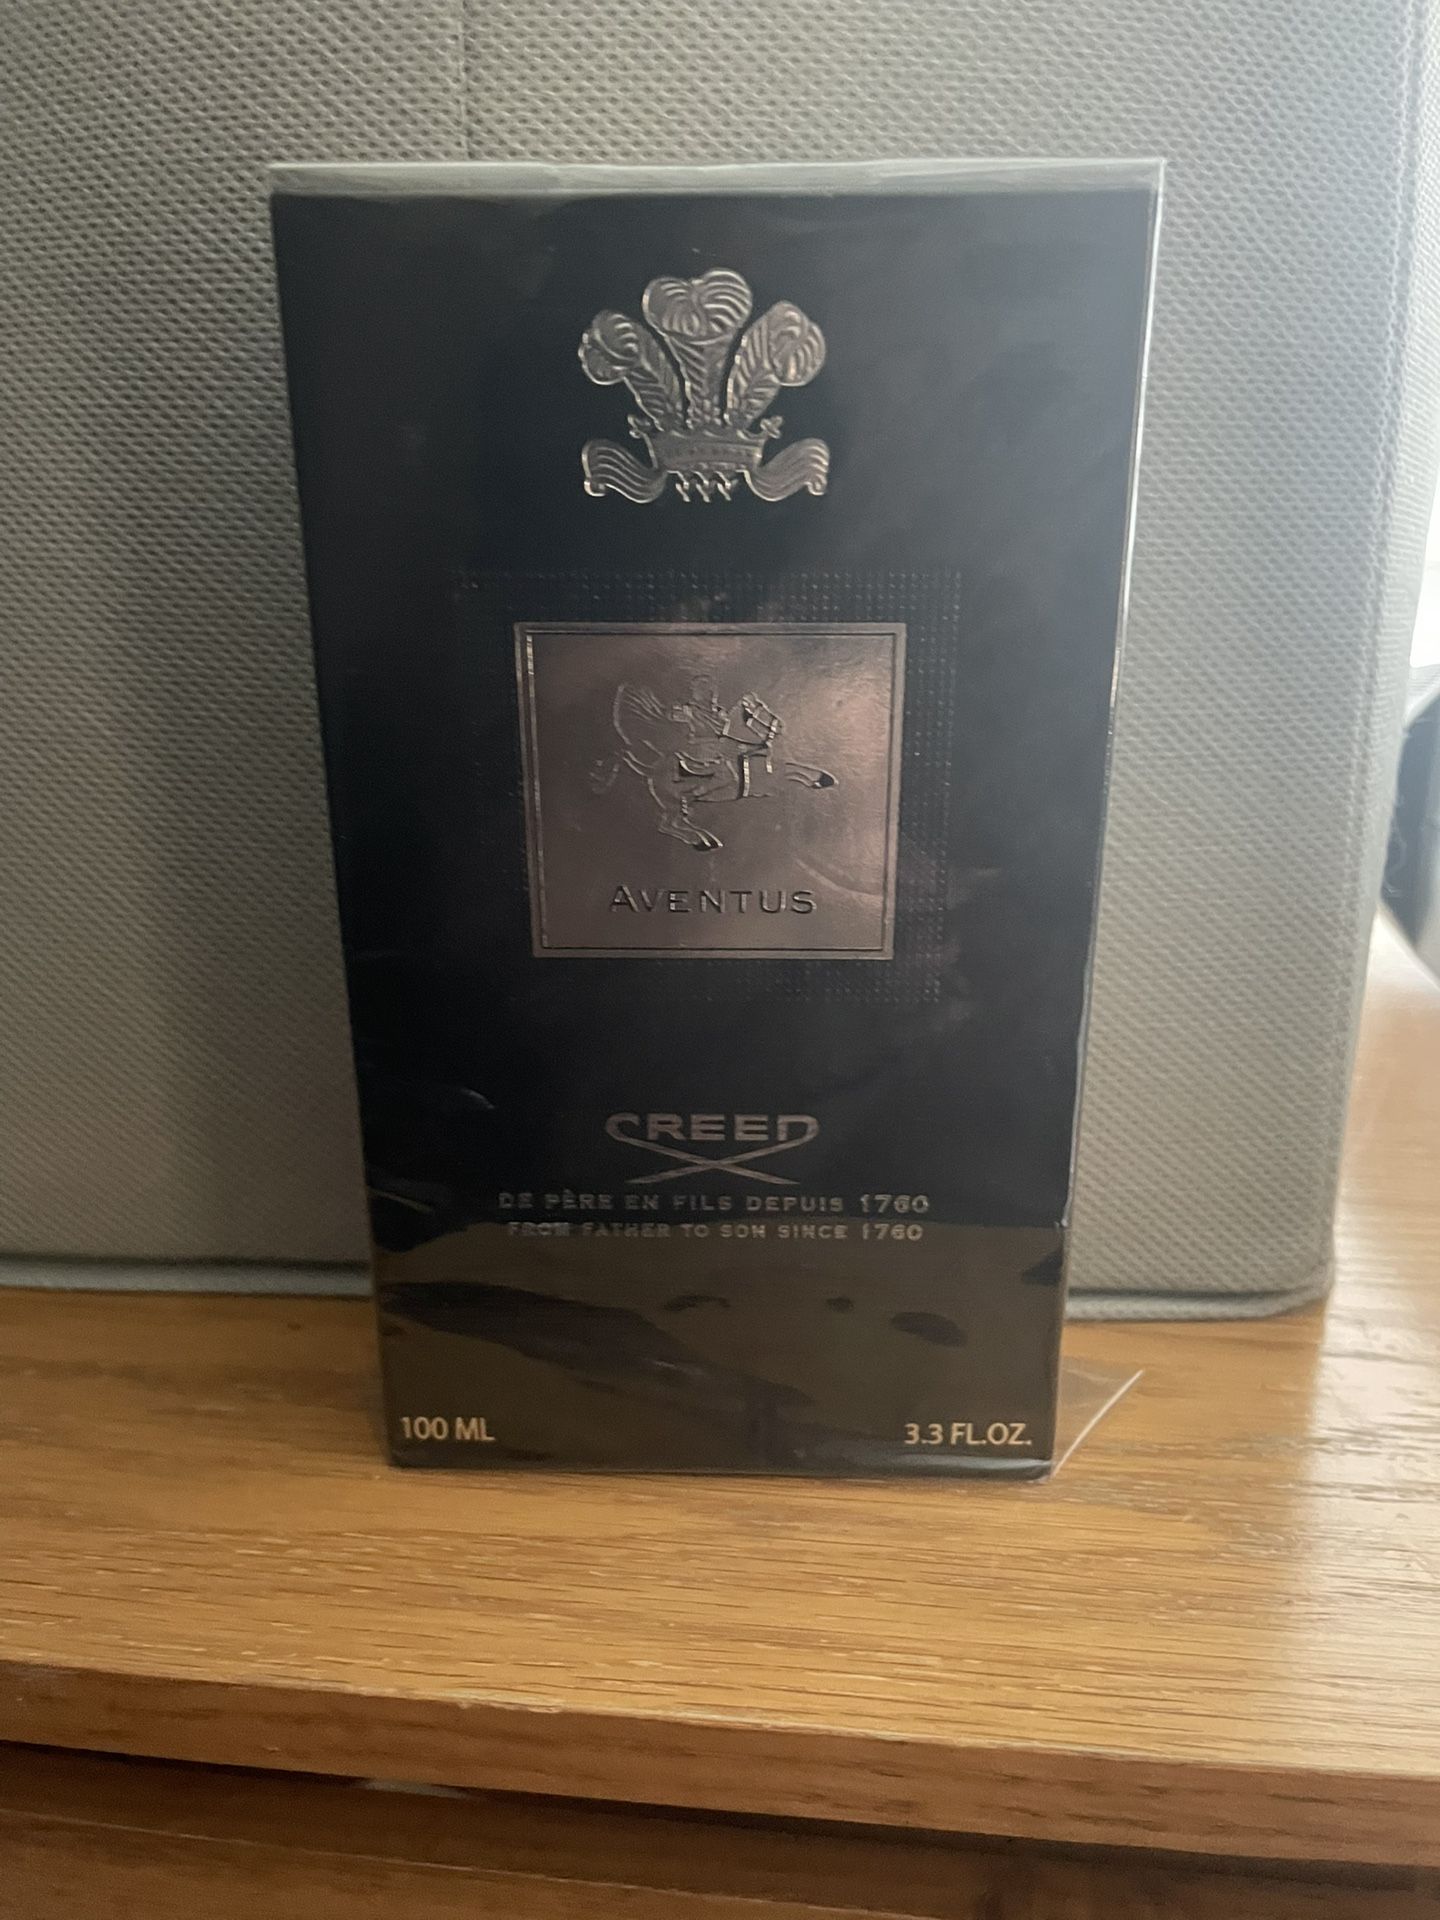 AVENTUS
CREED
DE PÈRE EN FILS DEPUIS 1760
FROM FATHER TO SON SINCE 1760
100 ML
3.3 FL.OZ.